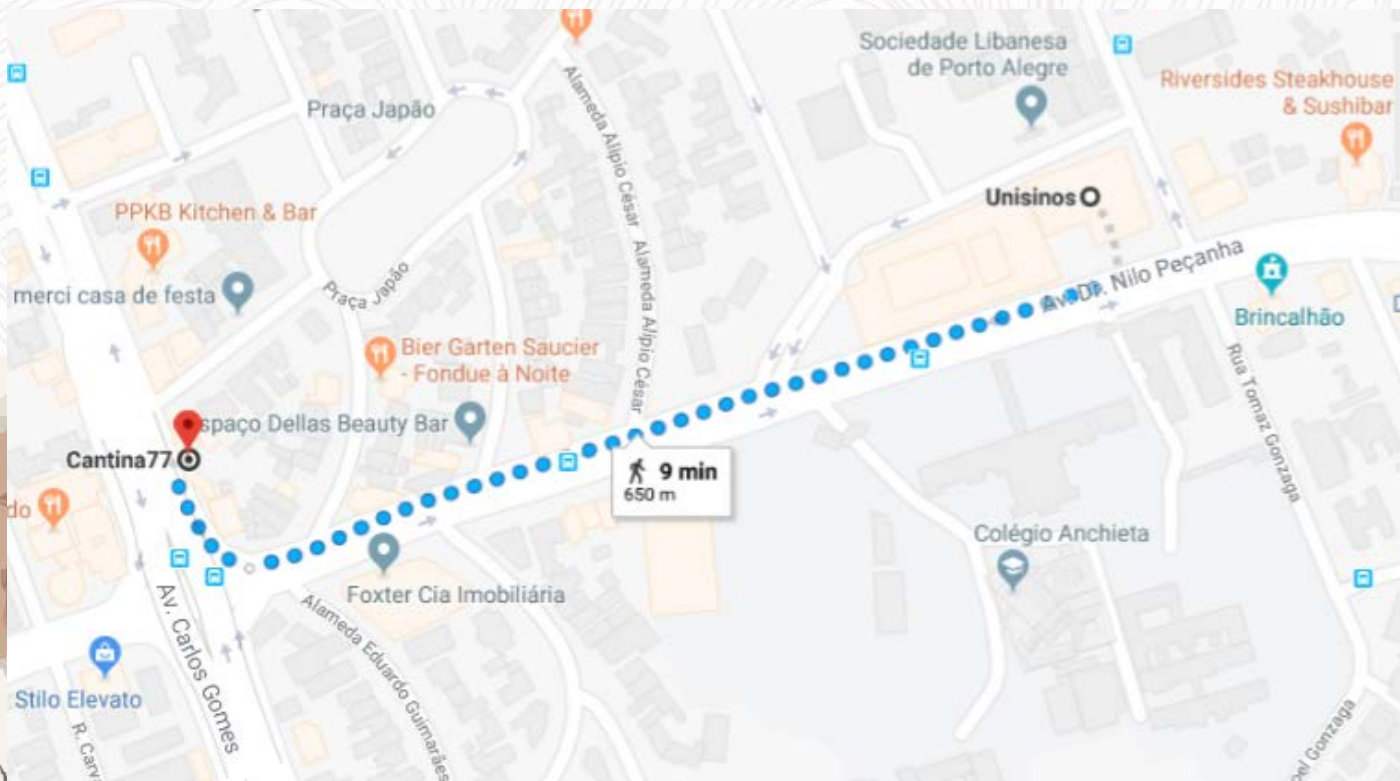 Sociedade Libanesa
de Porto Alegre
Riversides Steakhouse
& Sushibar
Praça Japão
Alameda Alípio César
Alameda Alípio César
Unisinos
PPKB Kitchen & Bar
Av. Dr. Nilo Peçanha
merci casa de festa
Praça Japão
Brincalhão
Bier Garten Saucier
- Fondue à Noite
Rua Tomaz Gonzaga
spaço Dellas Beauty Bar
Cantina77
9 min
650 m
do
Colégio Anchieta
Foxter Cia Imobiliária
Av. Carlos Gomes
Alameda Eduardo Guimarães
Stilo Elevato
R. Carv
cel Gonzaga